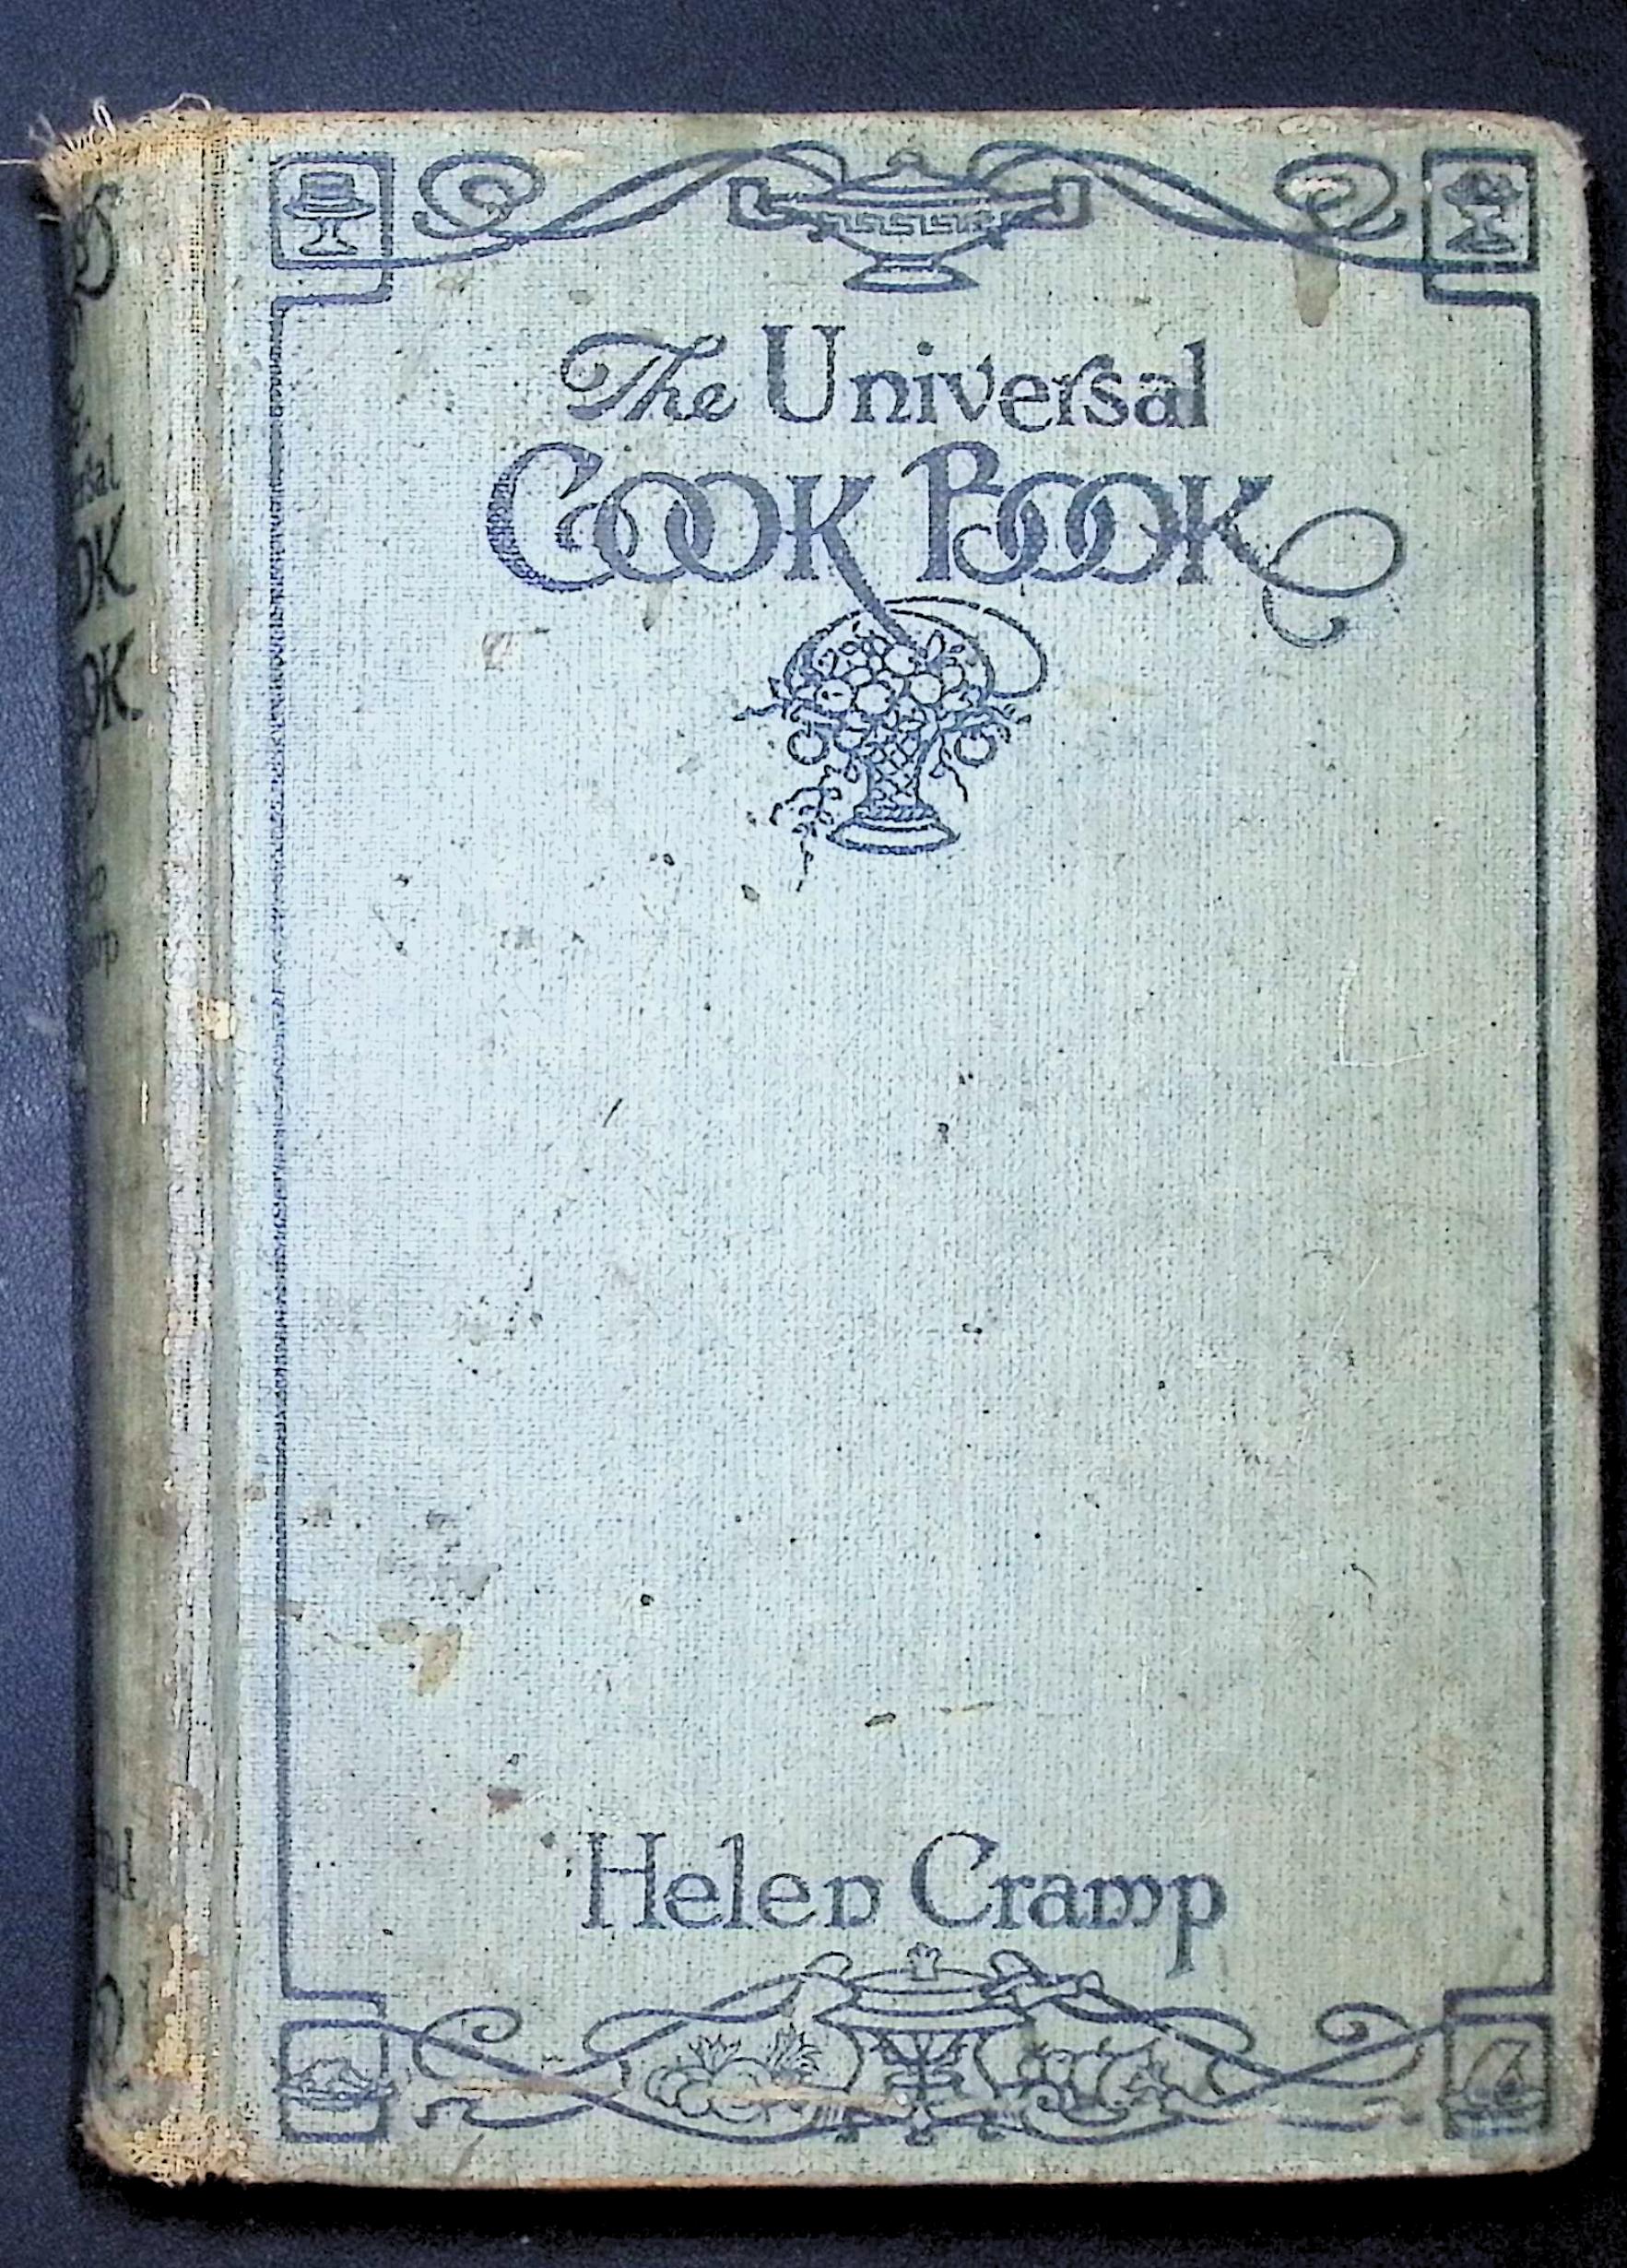 The Universal
COOK BOOK
Helen Cramp